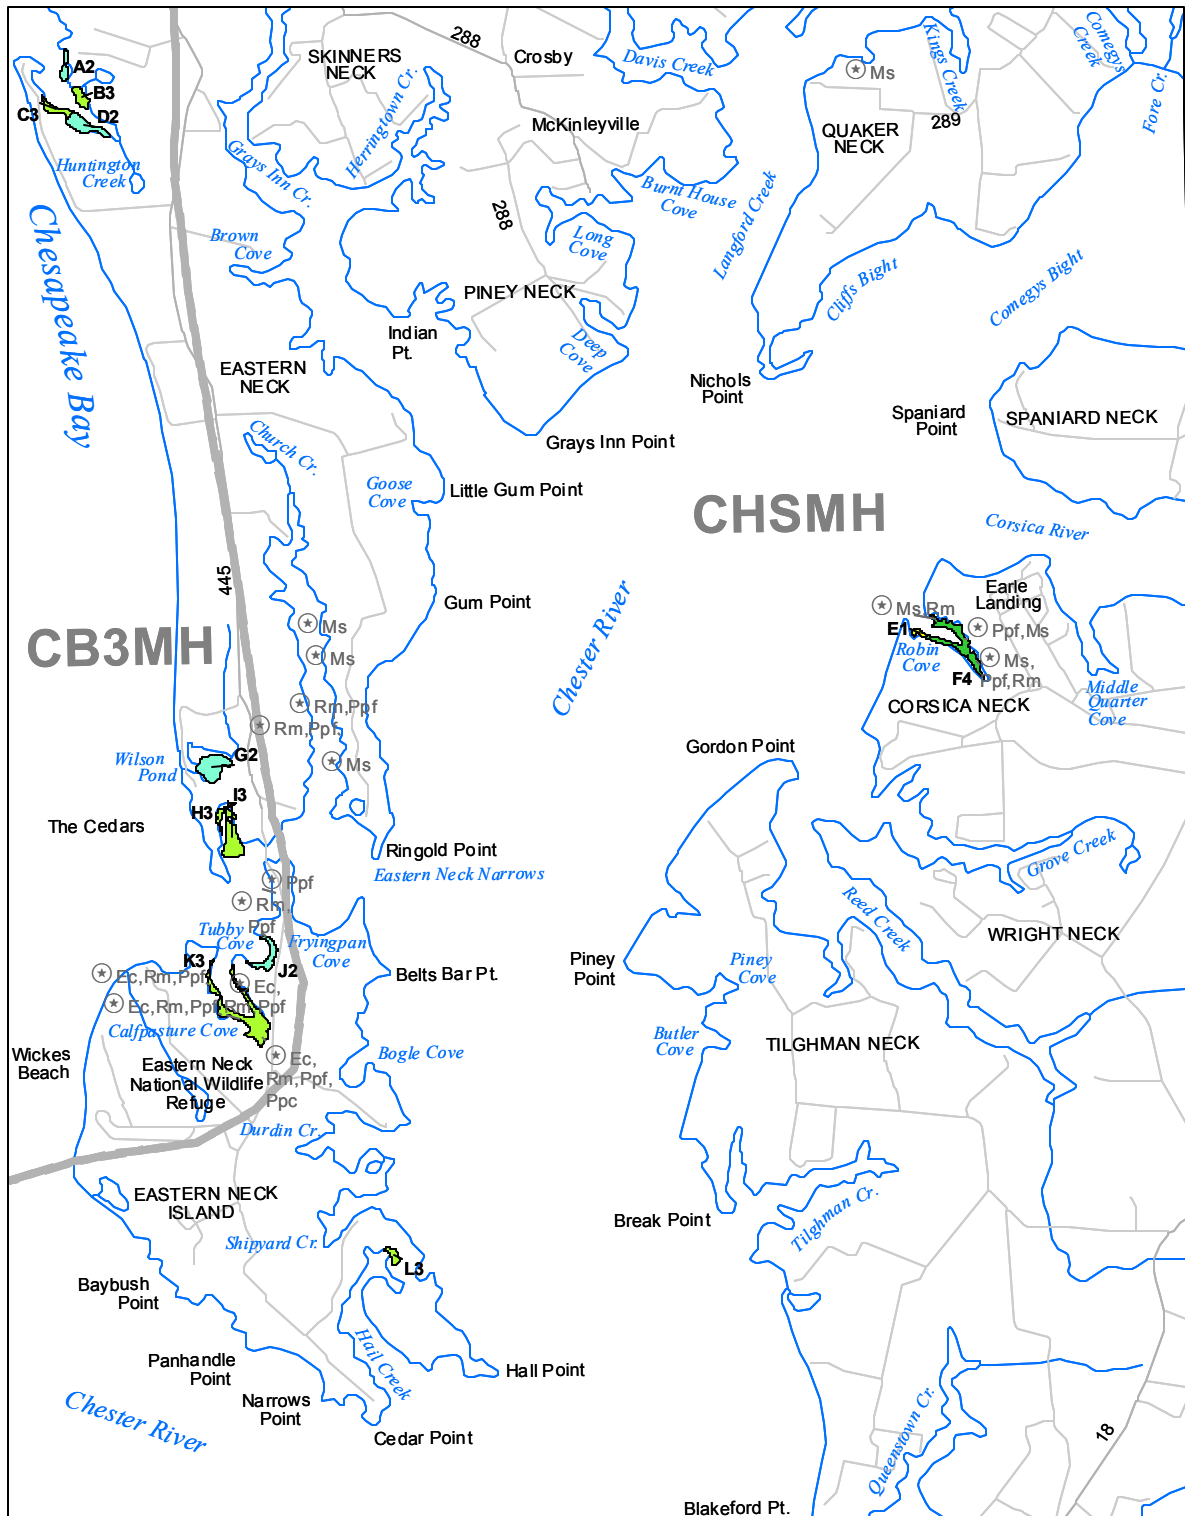 288
SKINNERS
NECK
Crosby
Davis Creek
Kings Creek
Comegys
Creek
Fore Cr.
Ms
A2
B3
C3
D2
Herringtown Cr.
McKinleyville
QUAKER
NECK
289
Huntington
Creek
Grays Inn Cr.
Burnt House
Cove
Langford Creek
288
Brown
Cove
Long
Cove
Chesapeake Bay
Cliffs Bight
Comegys Bight
PINEY NECK
Indian
Pt.
Deep
Cove
EASTERN
NECK
Nichols
Point
Spaniard
Point
SPANIARD NECK
Church Cr.
Grays Inn Point
Goose
Cove
Little Gum Point
CHSMH
Corsica River
445
Gum Point
Earle
Landing
Ms,Rm
E1
Ppf,Ms
Robin
Cove
Ms,
Ppf,Rm
F4
CB3MH
Ms
Ms
Chester River
Rm,Ppf
Rm,Ppf,
CORSICA NECK
Middle
Quarter
Cove
Wilson
Pond
G2
Ms
Gordon Point
I3
H3
The Cedars
Ringold Point
Eastern Neck Narrows
Grove Creek
Ppf
Rm,
Ppf
Reed Creek
Tubby
Cove
Fryingpan
Cove
WRIGHT NECK
K3
J2
Belts Bar Pt.
Piney
Point
Piney
Cove
Ec,Rm,Ppf
Ec,
Rm,Ppf
Ec,Rm,Ppf
Calfpasture Cove
Butler
Cove
TILGHMAN NECK
Wickes
Beach
Eastern Neck
National Wildlife
Refuge
Ec,
Rm,Ppf,
Ppc
Bogle Cove
Durdin Cr.
EASTERN NECK
ISLAND
Break Point
Tilghman Cr.
Shipyard Cr.
L3
Baybush
Point
Hail Creek
Panhandle
Point
Hall Point
Narrows
Point
Chester River
Cedar Point
Queenstown Cr.
18
Blakeford Pt.